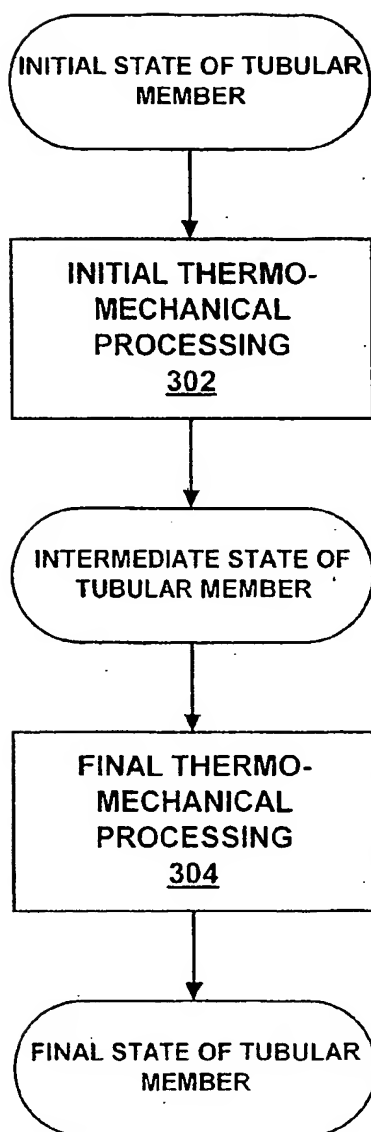 INITIAL STATE OF TUBULAR
MEMBER
INITIAL THERMO-
MECHANICAL
PROCESSING
302
INTERMEDIATE STATE OF
TUBULAR MEMBER
FINAL THERMO-
MECHANICAL
PROCESSING
304
FINAL STATE OF TUBULAR
MEMBER